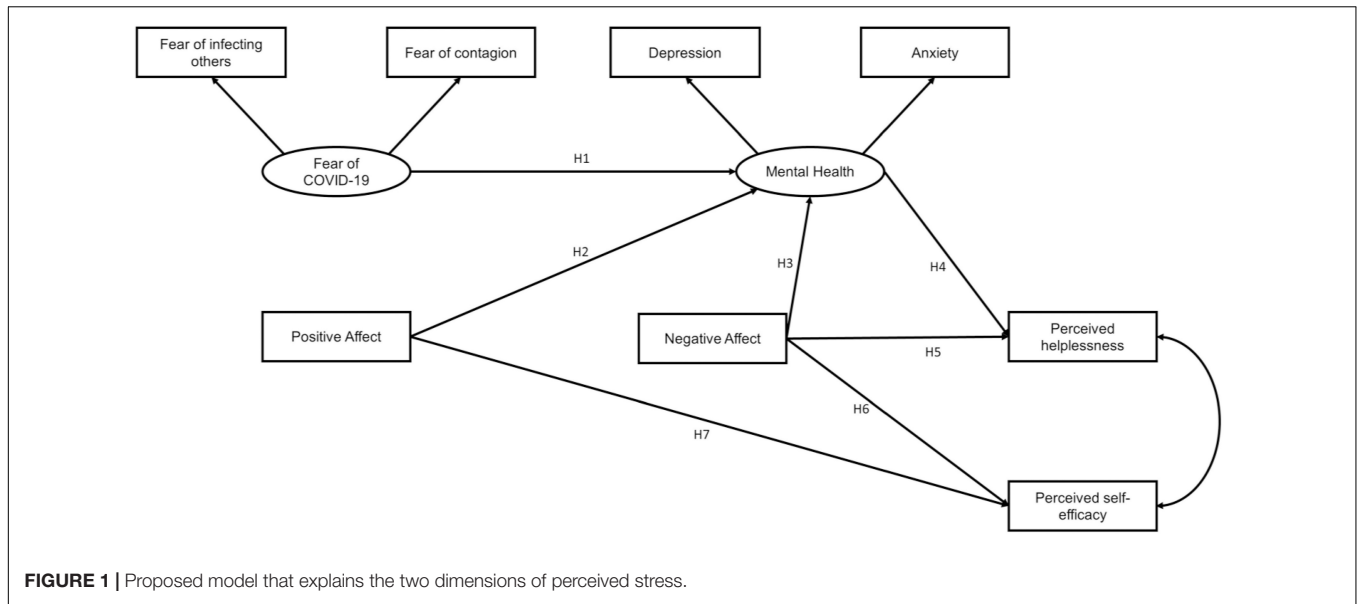 Fear of infecting
others
Fear of contagion
Depression
Anxiety
Fear of
COVID-19
H1
Mental Health
H2
H3
H4
Positive Affect
Negative Affect
H5
Perceived
helplessness
H6
H7
Perceived self-
efficacy
FIGURE 1 | Proposed model that explains the two dimensions of perceived stress.